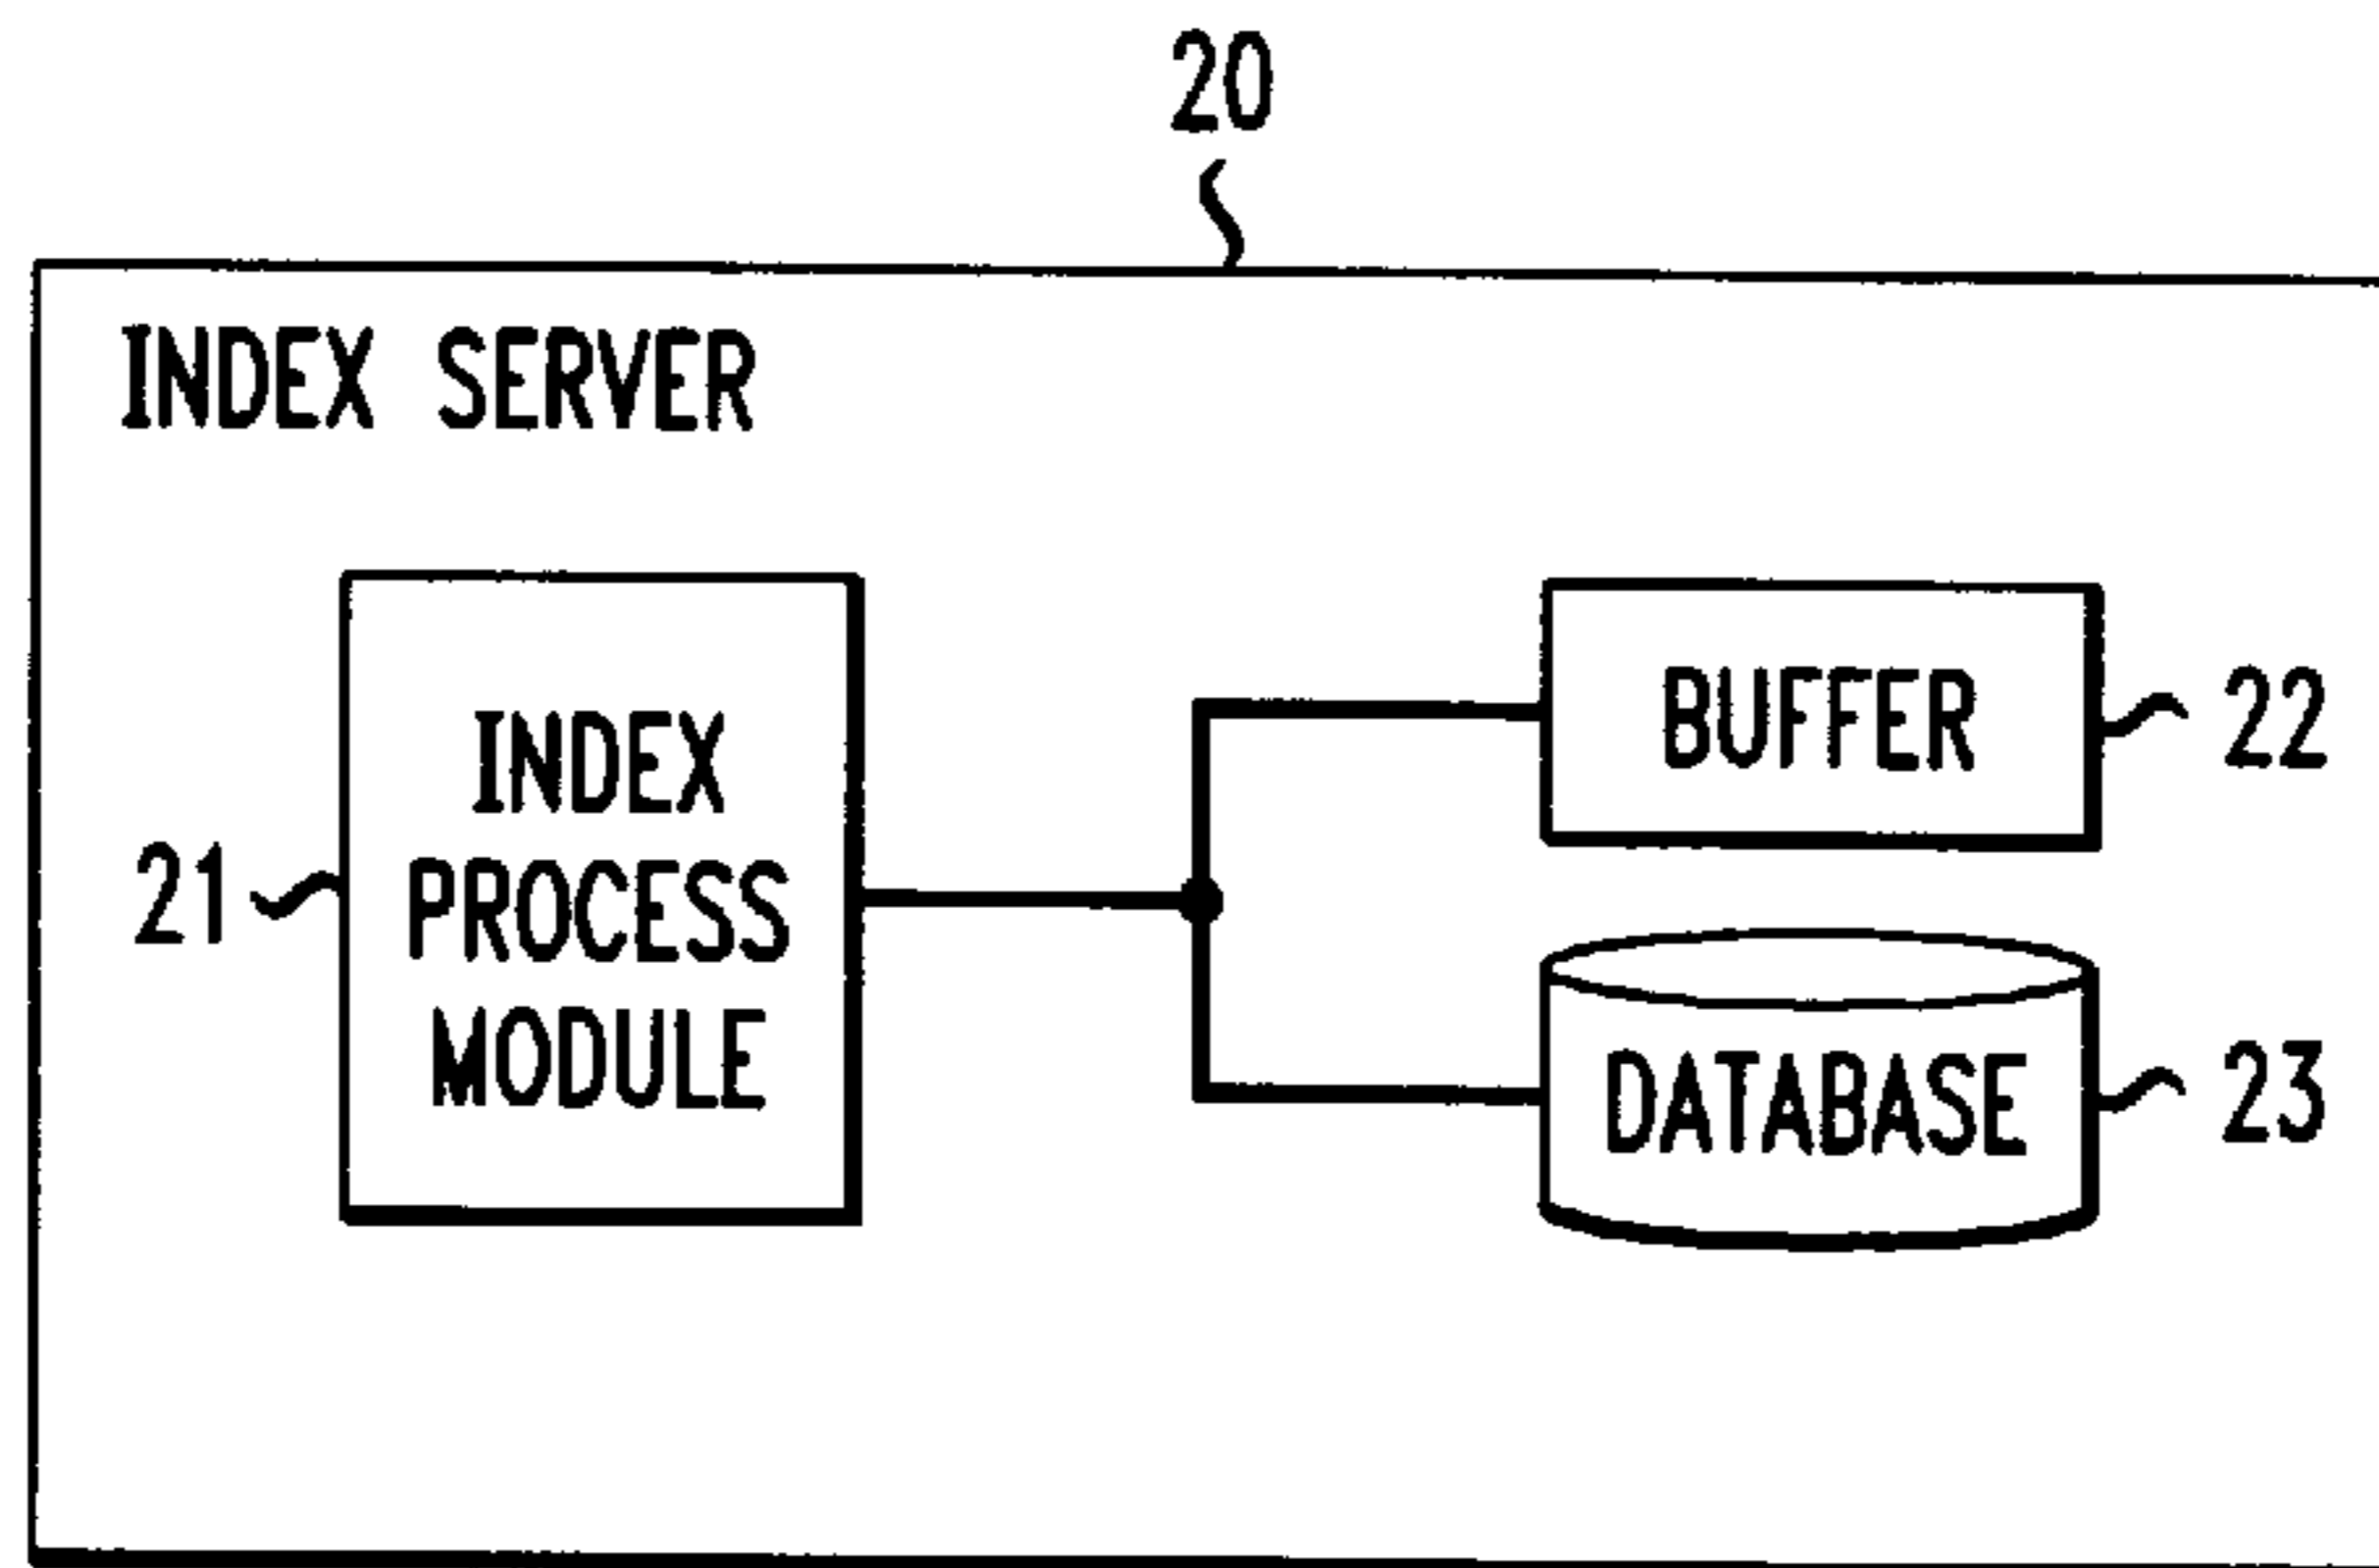 20
INDEX SERVER
INDEX
PROCESS
MODULE
21
BUFFER
22
DATABASE
23